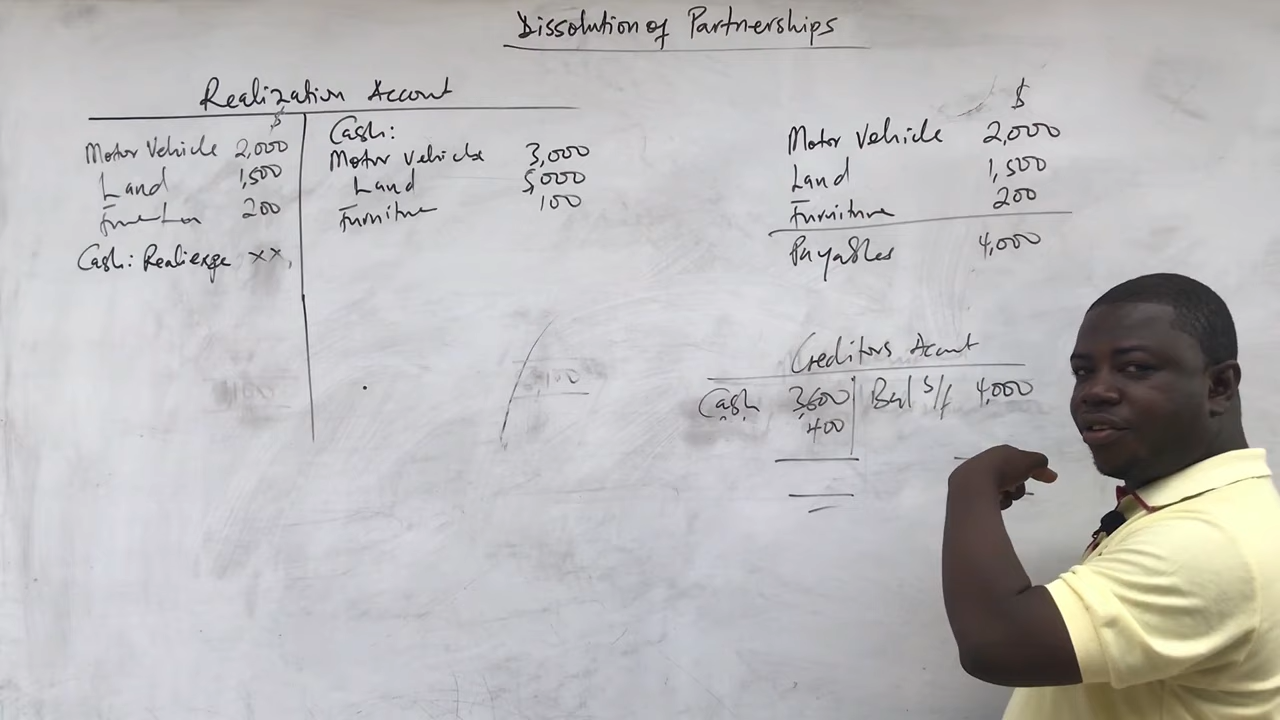 Dissolution of Partnerships
Realization Account
$
Motor Vehicle 2,000
Land 1,500
200
Cash: Realiexge xx,
Cash:
Motor Vehicle 3,000
Land 5,000
Furniture 100
$
Motor Vehicle 2,000
Land 1,500
Furniture 200
Payables 4,000
Creditors Account
Cash 3,600 Bal b/f 4,000
400